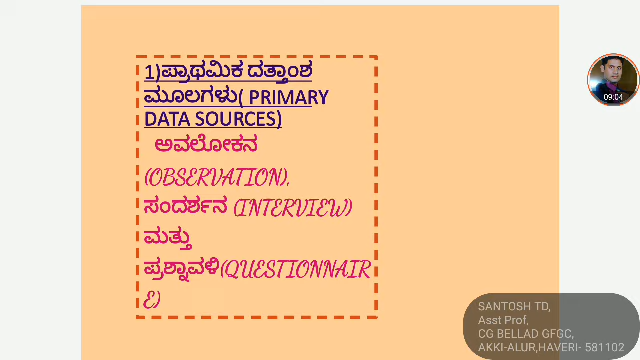 1)ಪ್ರಾಥಮಿಕ ದತ್ತಾಂಶ
ಮೂಲಗಳು( PRIMARY
DATA SOURCES)
ಅವಲೋಕನ
(OBSERVATION),
ಸಂದರ್ಶನ (INTERVIEW)
ಮತ್ತು
ಪ್ರಶ್ನಾವಳಿ(QUESTIONNAIR
E)
09:04
SANTOSH TD,
Asst Prof,
CG BELLAD GFGC,
AKKI-ALUR,HAVERI- 581102